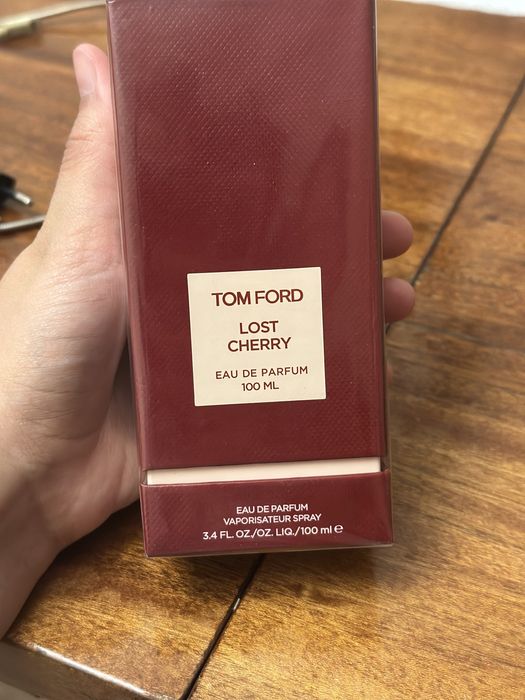 TOM FORD
LOST
CHERRY
EAU DE PARFUM
100 ML
EAU DE PARFUM
VAPORISATEUR SPRAY
3.4 FL. OZ./OZ. LIQ./100 ml ℮